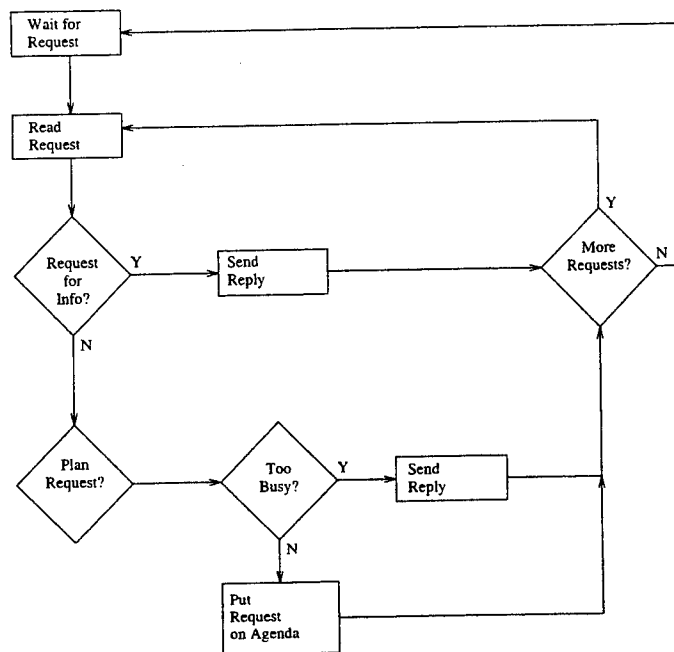 Wait for
Request
Read
Request
Y
Request
for
Info?
Y
Send
Reply
More
Requests?
N
N
Plan
Request?
Too
Busy?
Y
Send
Reply
N
Put
Request
on Agenda